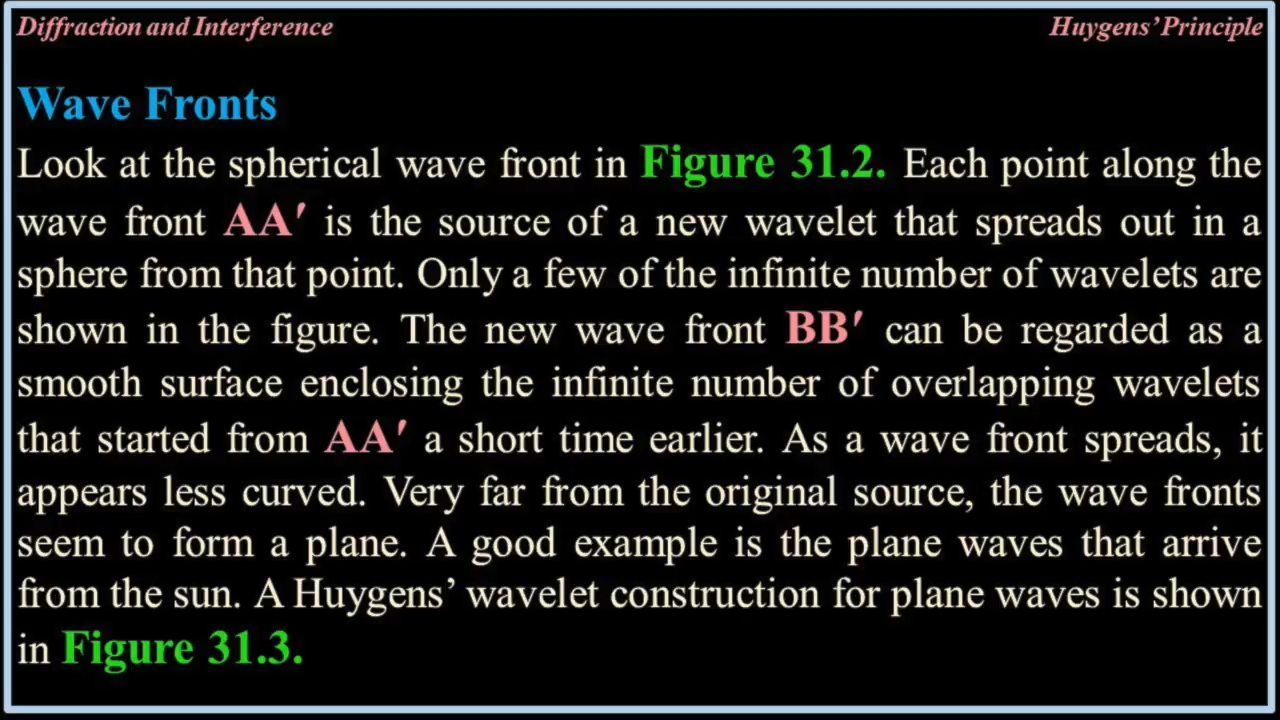 Diffraction and Interference
Huygens’ Principle
Wave Fronts
Look at the spherical wave front in Figure 31.2. Each point along the
wave front AA′ is the source of a new wavelet that spreads out in a
sphere from that point. Only a few of the infinite number of wavelets are
shown in the figure. The new wave front BB′ can be regarded as a
smooth surface enclosing the infinite number of overlapping wavelets
that started from AA′ a short time earlier. As a wave front spreads, it
appears less curved. Very far from the original source, the wave fronts
seem to form a plane. A good example is the plane waves that arrive
from the sun. A Huygens’ wavelet construction for plane waves is shown
in Figure 31.3.